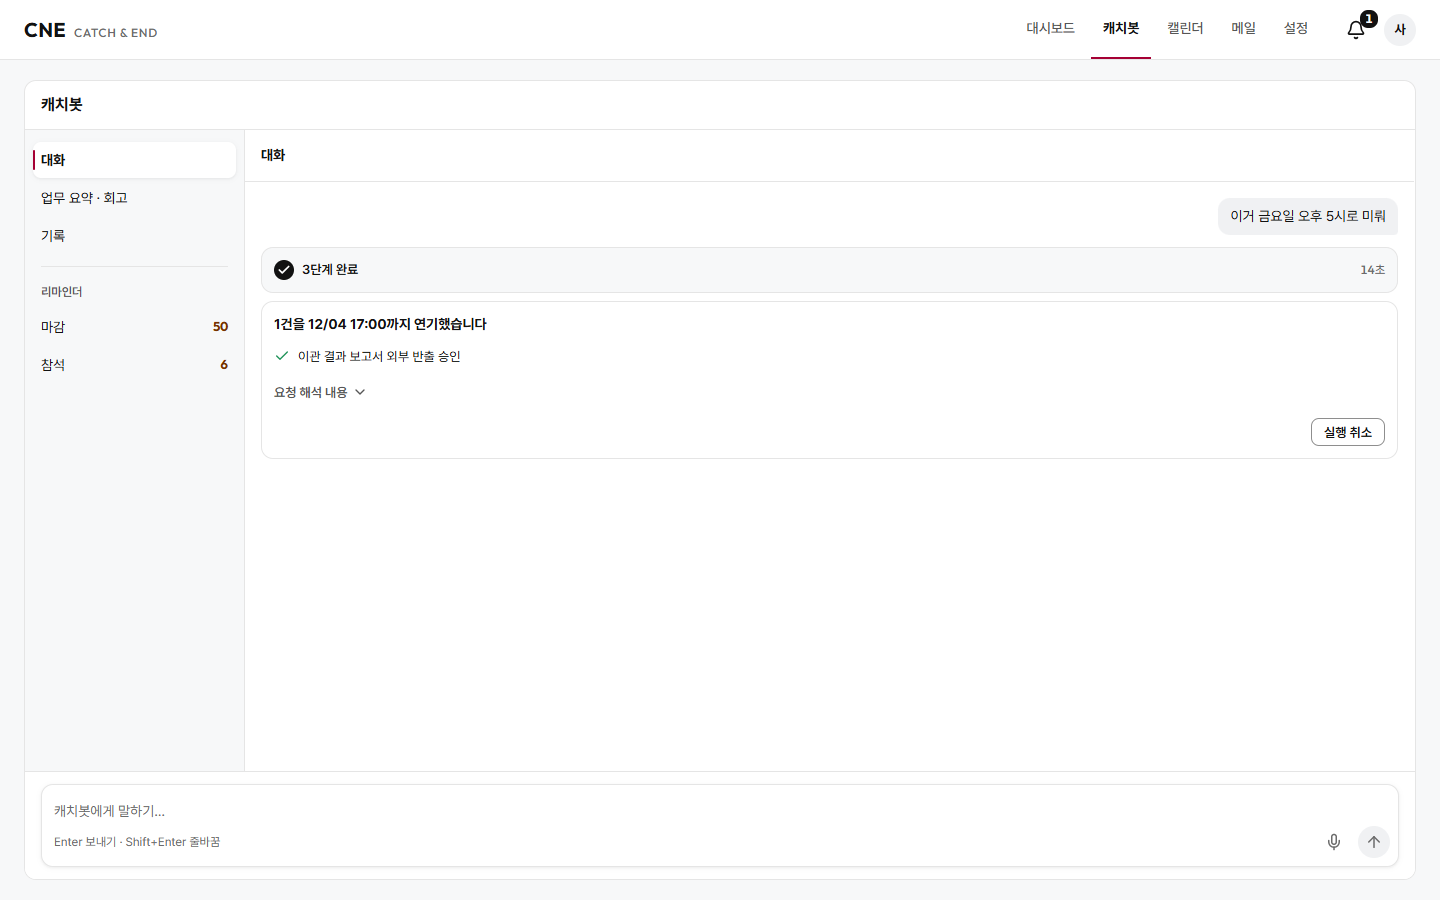 CNE CATCH & END
대시보드 캐치봇 캘린더 메일 설정 1 사
캐치봇
대화
업무 요약 · 회고
기록
리마인더
마감 50
참석 6
대화
이거 금요일 오후 5시로 미뤄
3단계 완료 14초
1건을 12/04 17:00까지 연기했습니다
이관 결과 보고서 외부 반출 승인
요청 해석 내용
실행 취소
캐치봇에게 말하기...
Enter 보내기 · Shift+Enter 줄바꿈